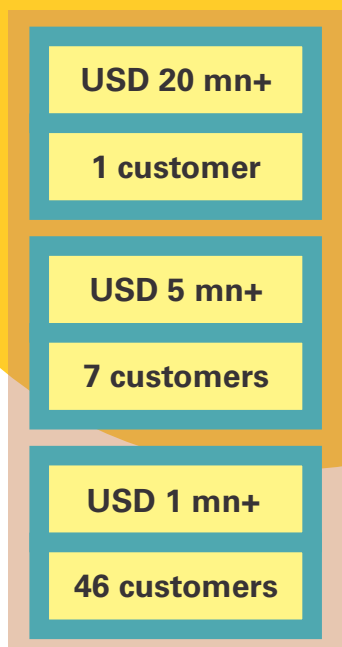 USD 20 mn+
1 customer
USD 5 mn+
7 customers
USD 1 mn+
46 customers